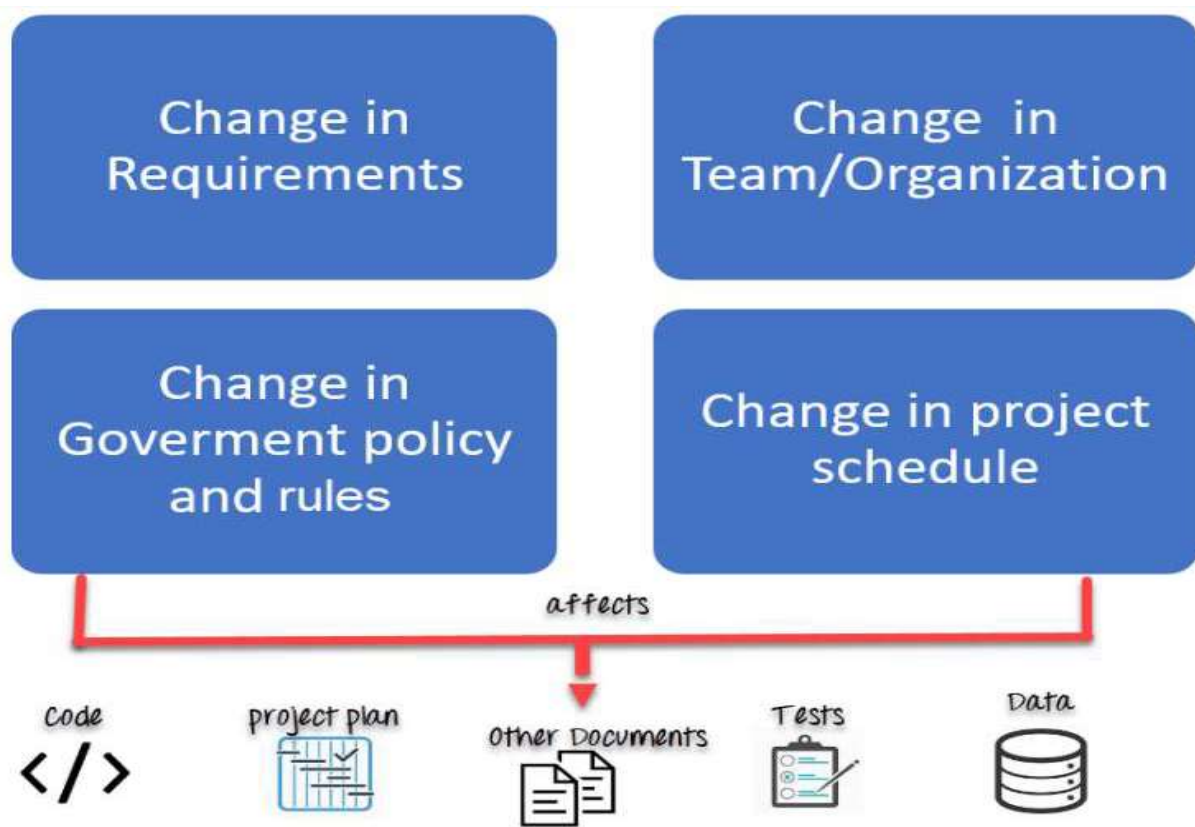 Change in
Requirements
Change in
Team/Organization
Change in
Goverment policy
and rules
Change in project
schedule
affects
Code
project plan
Other Documents
Tests
Data